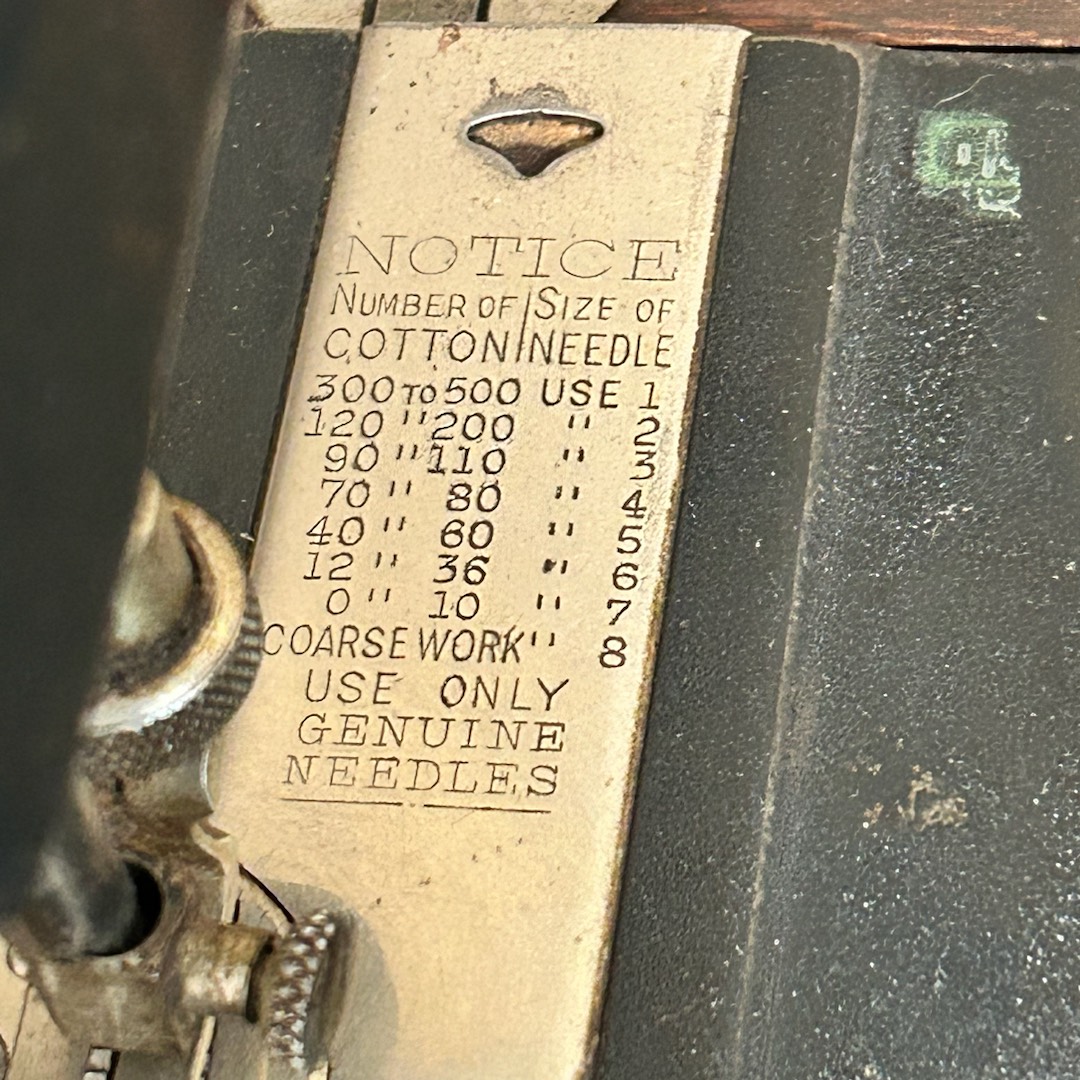 NOTICE
NUMBER OF | SIZE OF
COTTON | NEEDLE
300 TO 500 USE 1
120 " 200 " 2
90 " 110 " 3
70 " 80 " 4
40 " 60 " 5
12 " 36 " 6
0 " 10 " 7
COARSE WORK " 8
USE ONLY
GENUINE
NEEDLES